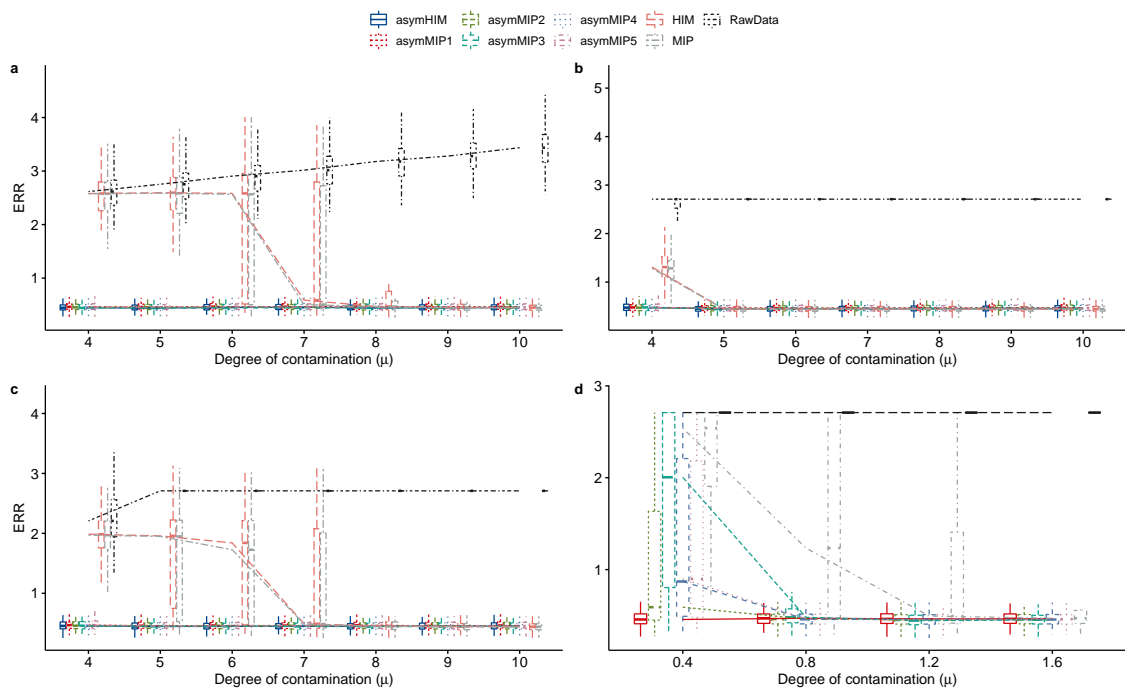 asymHIM asymMIP2 asymMIP4 HIM RawData
asymMIP1 asymMIP3 asymMIP5 MIP
a
b
4
3
2
1
ERR
4 5 6 7 8 9 10
Degree of contamination (μ)
5
4
3
2
1
4 5 6 7 8 9 10
Degree of contamination (μ)
c
d
4
3
2
1
ERR
4 5 6 7 8 9 10
Degree of contamination (μ)
3
2
1
0.4 0.8 1.2 1.6
Degree of contamination (μ)